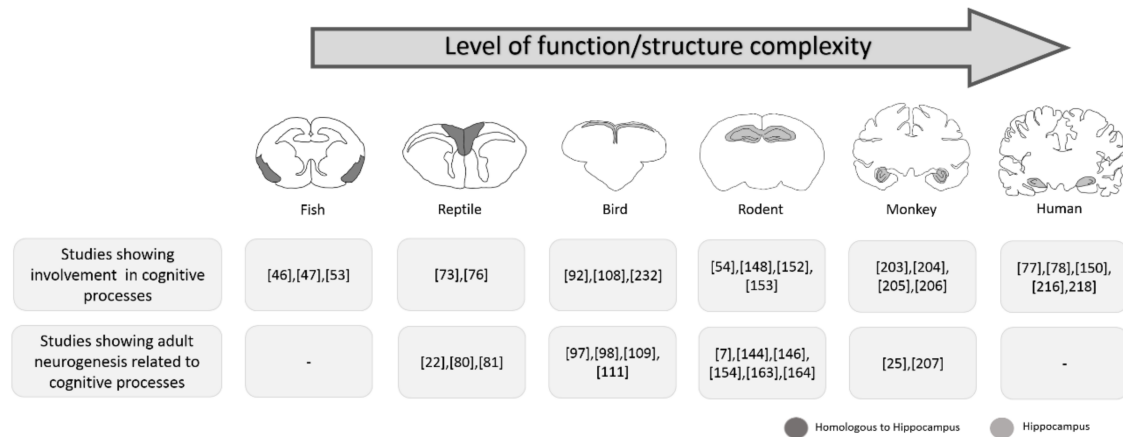 Level of function/structure complexity
Fish
Reptile
Bird
Rodent
Monkey
Human
Studies showing
involvement in cognitive
processes
[46],[47],[53]
[73],[76]
[92],[108],[232]
[54],[148],[152],
[153]
[203],[204],
[205],[206]
[77],[78],[150],
[216],218]
Studies showing adult
neurogenesis related to
cognitive processes
-
[22],[80],[81]
[97],[98],[109],
[111]
[7],[144],[146],
[154],[163],[164]
[25],[207]
-
Homologous to Hippocampus
Hippocampus